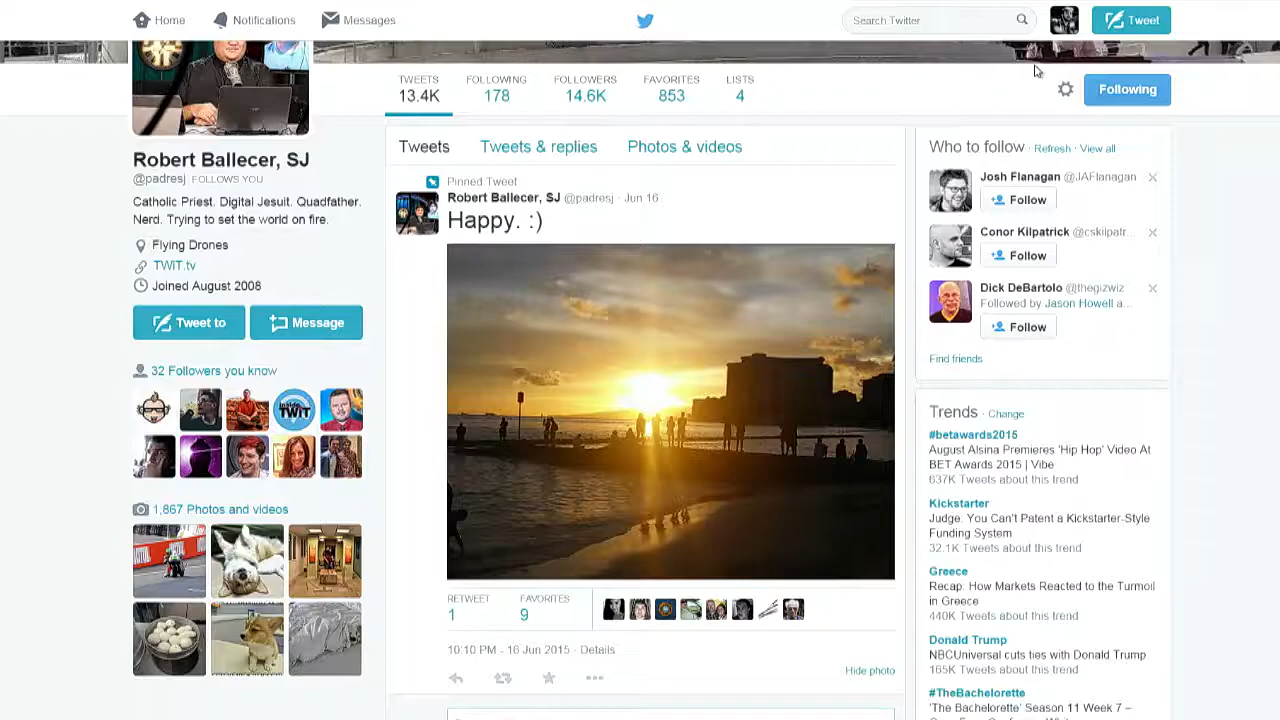 Home
Notifications
Messages
Search Twitter
Tweet
TWEETS
13.4K
FOLLOWING
178
FOLLOWERS
14.6K
FAVORITES
853
LISTS
4
Following
Robert Ballecer, SJ
@padresj FOLLOWS YOU
Catholic Priest. Digital Jesuit. Quadfather.
Nerd. Trying to set the world on fire.
Flying Drones
TWiT.tv
Joined August 2008
Tweet to
Message
32 Followers you know
inside TWiT
1,867 Photos and videos
Tweets
Tweets & replies
Photos & videos
Pinned Tweet
Robert Ballecer, SJ @padresj · Jun 16
Happy. :)
RETWEET
1
FAVORITES
9
10:10 PM - 16 Jun 2015 · Details
Hide photo
Who to follow · Refresh · View all
Josh Flanagan @JAFlanagan
Follow
Conor Kilpatrick @cskilpatr...
Follow
Dick DeBartolo @thegizwiz
Followed by Jason Howell a...
Follow
Find friends
Trends · Change
#betawards2015
August Alsina Premieres 'Hip Hop' Video At
BET Awards 2015 | Vibe
637K Tweets about this trend
Kickstarter
Judge: You Can't Patent a Kickstarter-Style
Funding System
32.1K Tweets about this trend
Greece
Recap: How Markets Reacted to the Turmoil
in Greece
440K Tweets about this trend
Donald Trump
NBCUniversal cuts ties with Donald Trump
165K Tweets about this trend
#TheBachelorette
'The Bachelorette' Season 11 Week 7 –